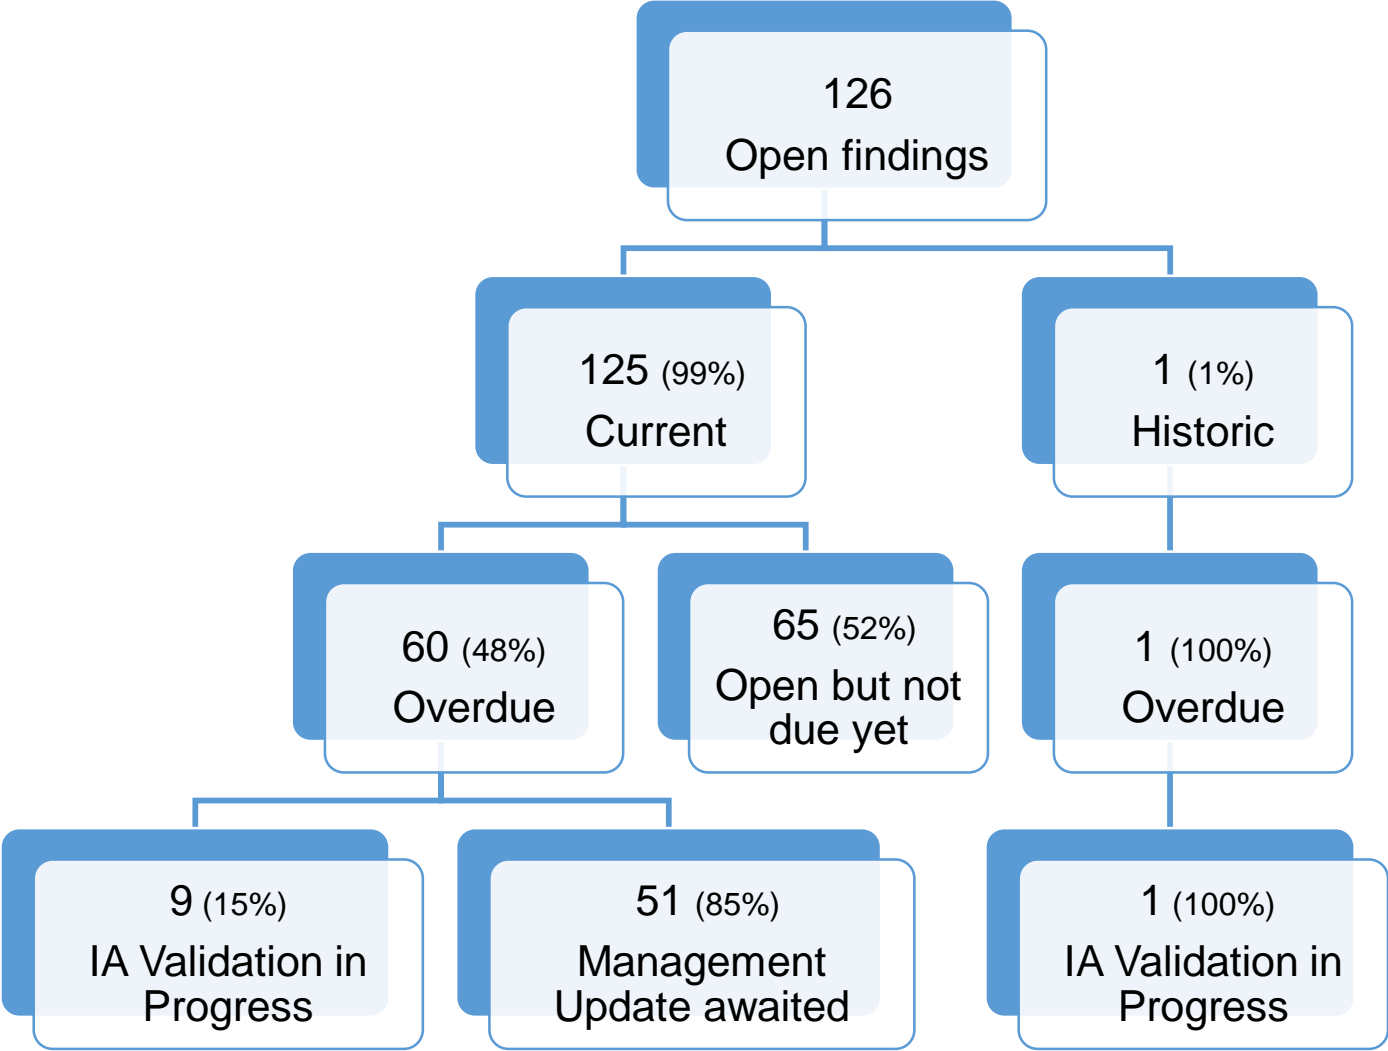 126
Open findings
125 (99%)
Current
1 (1%)
Historic
60 (48%)
Overdue
65 (52%)
Open but not
due yet
1 (100%)
Overdue
9 (15%)
IA Validation in
Progress
51 (85%)
Management
Update awaited
1 (100%)
IA Validation in
Progress